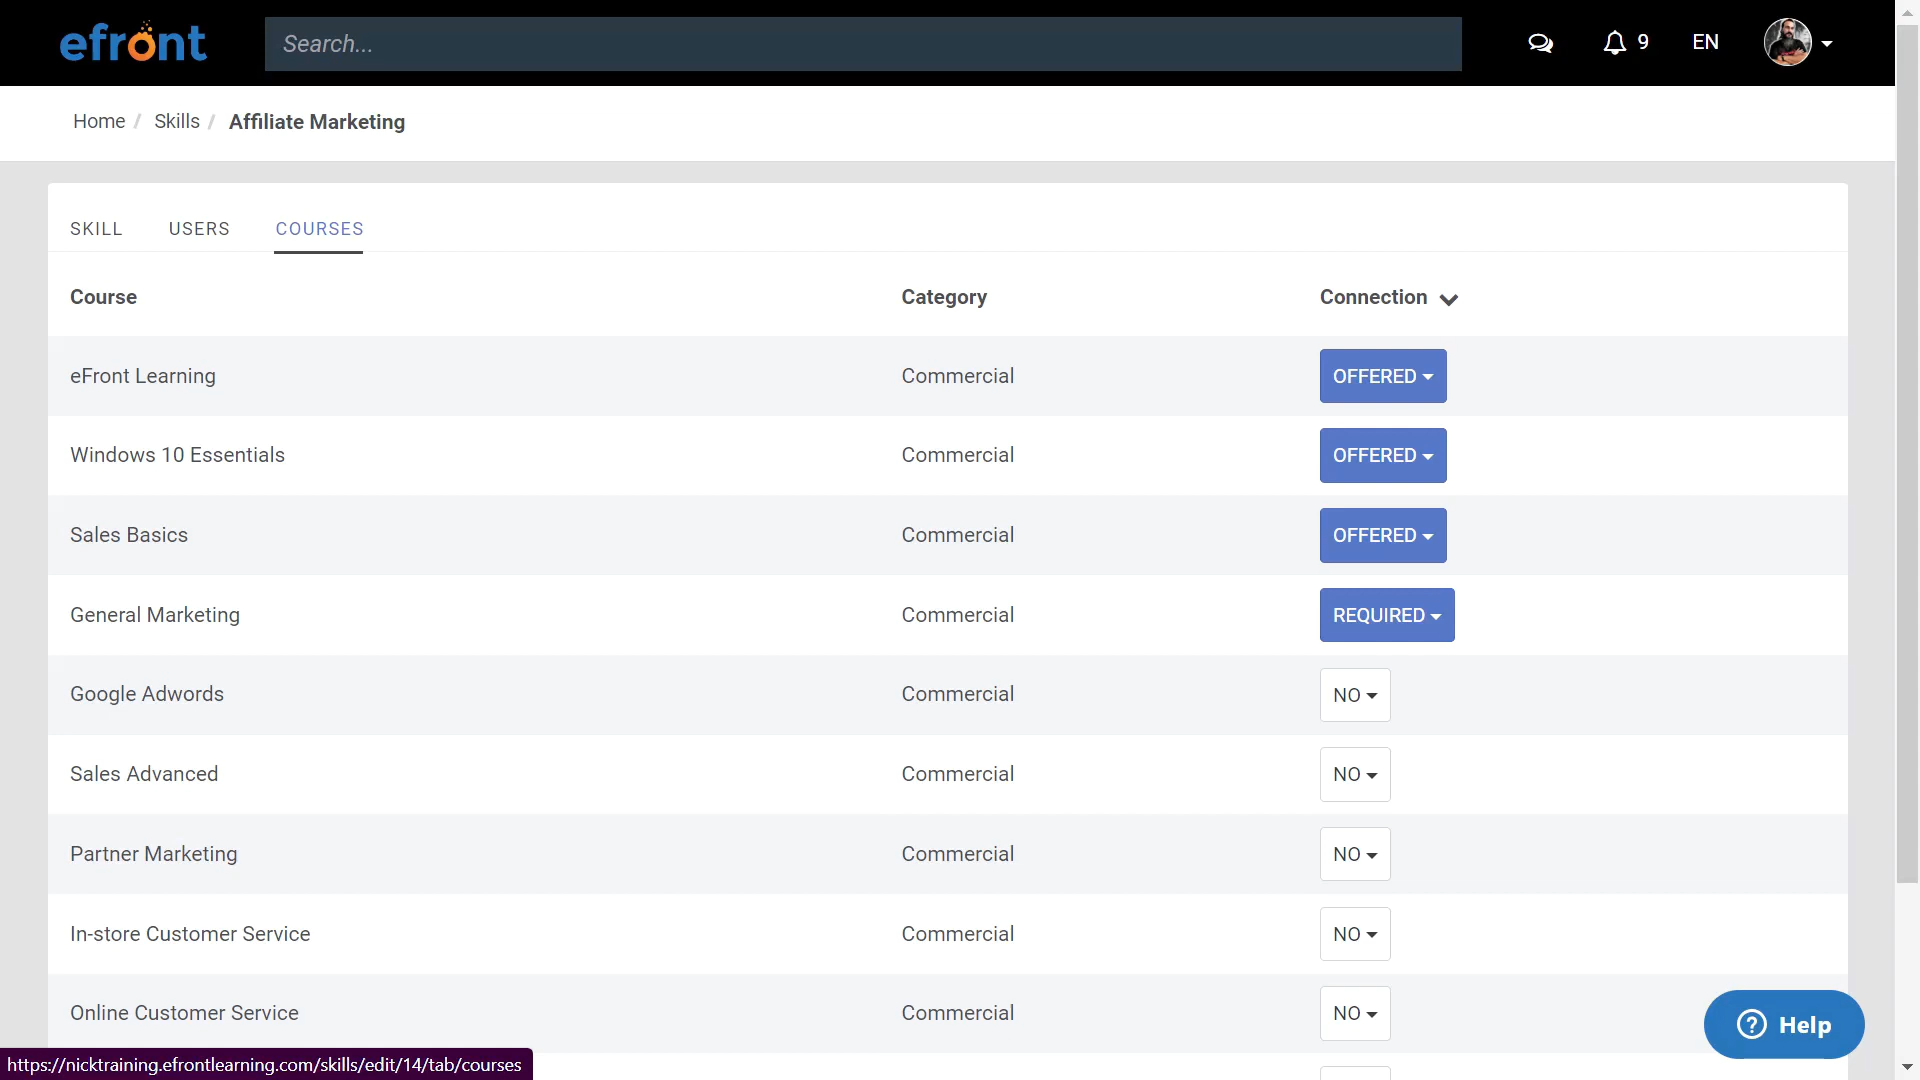 efront
Search...
9
EN
Home / Skills / Affiliate Marketing
SKILL USERS COURSES
Course Category Connection
eFront Learning Commercial OFFERED
Windows 10 Essentials Commercial OFFERED
Sales Basics Commercial OFFERED
General Marketing Commercial REQUIRED
Google Adwords Commercial NO
Sales Advanced Commercial NO
Partner Marketing Commercial NO
In-store Customer Service Commercial NO
Online Customer Service Commercial NO
? Help
https://nicktraining.efrontlearning.com/skills/edit/14/tab/courses